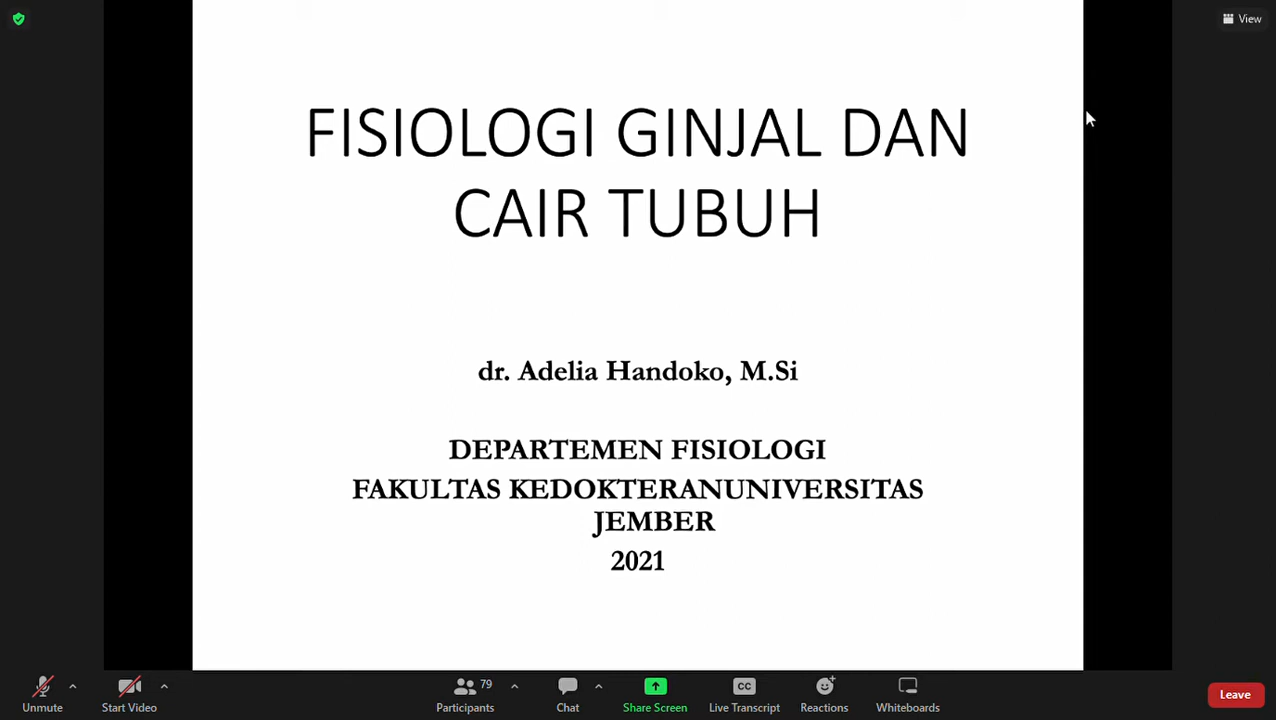 View
FISIOLOGI GINJAL DAN
CAIR TUBUH
dr. Adelia Handoko, M.Si
DEPARTEMEN FISIOLOGI
FAKULTAS KEDOKTERANUNIVERSITAS
JEMBER
2021
Unmute
Start Video
79
Participants
Chat
Share Screen
CC
Live Transcript
Reactions
Whiteboards
Leave